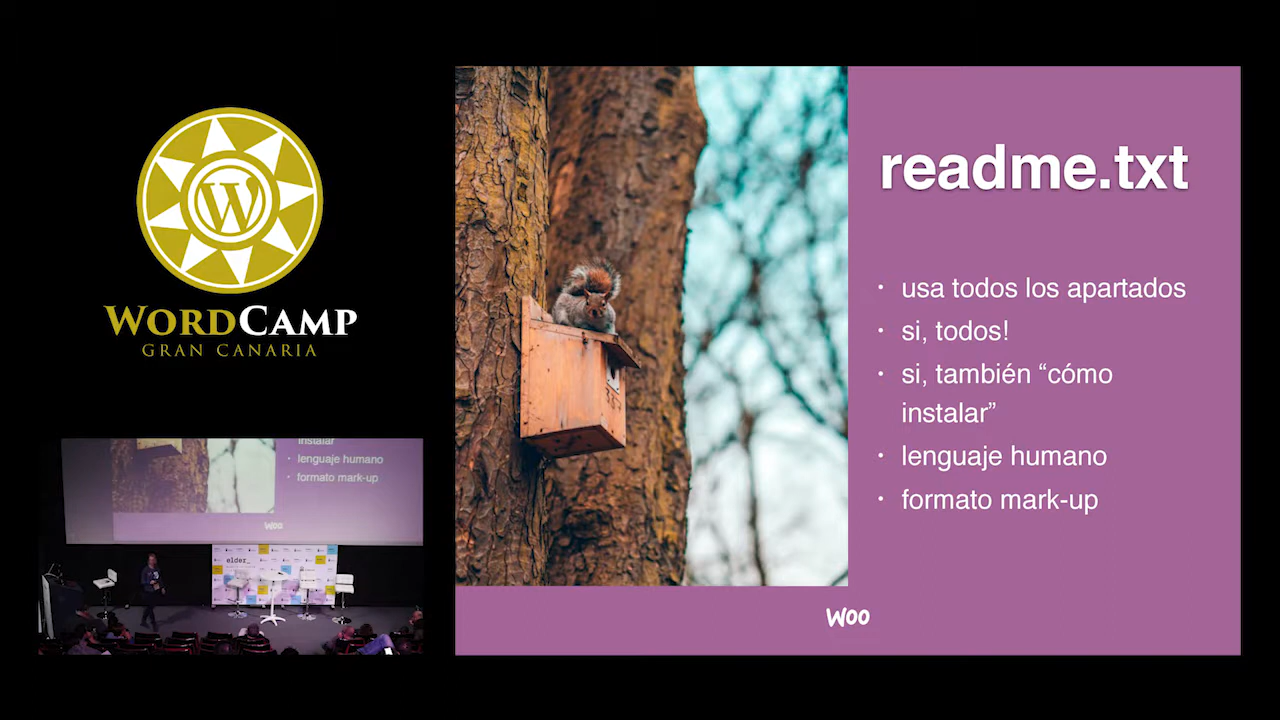 W
WORDCAMP
GRAN CANARIA
readme.txt
• usa todos los apartados
• si, todos!
• si, también “cómo
instalar”
• lenguaje humano
• formato mark-up
WOO
instalar
• lenguaje humano
• formato mark-up
WOO
elder_